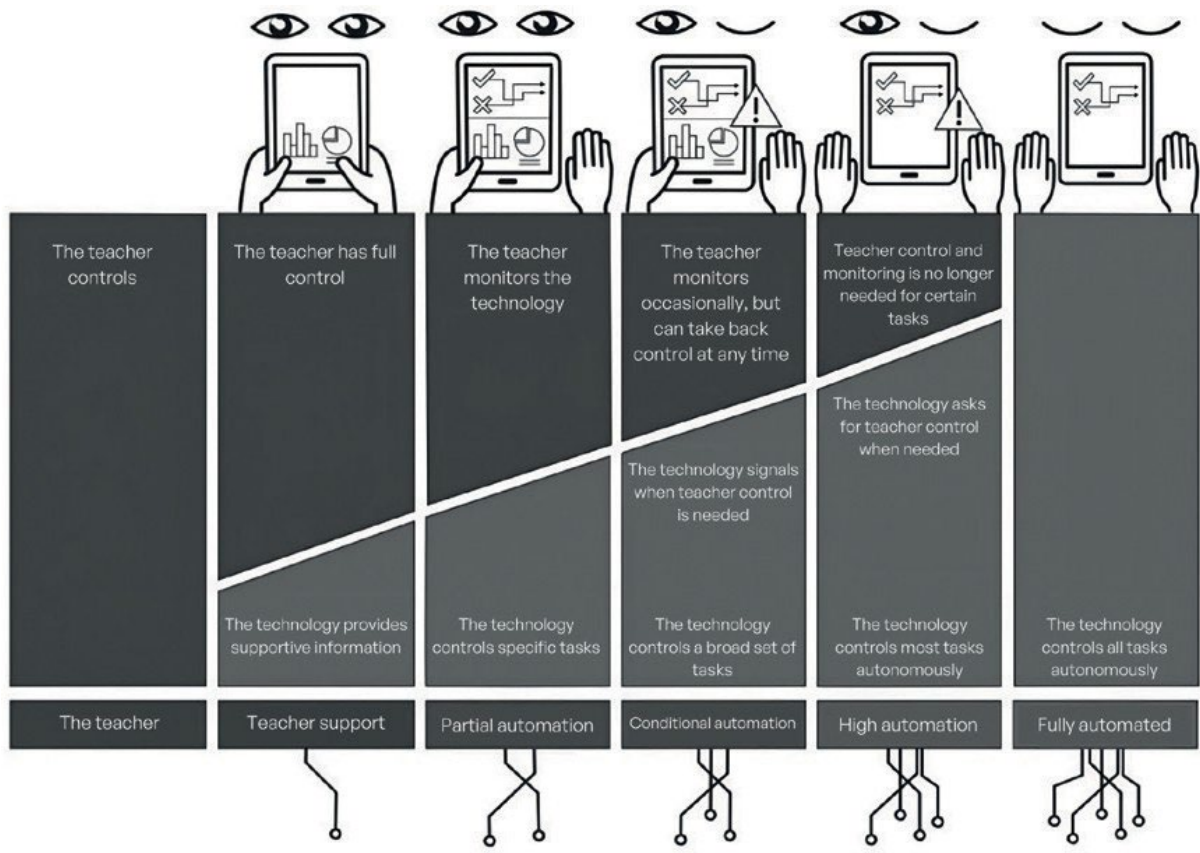 The teacher
controls
The teacher has full
control
The teacher
monitors the
technology
The teacher
monitors
occasionally, but
can take back
control at any time
Teacher control and
monitoring is no longer
needed for certain
tasks
The technology asks
for teacher control
when needed
The technology signals
when teacher control
is needed
The technology provides
supportive information
The technology
controls specific tasks
The technology
controls a broad set of
tasks
The technology
controls most tasks
autonomously
The technology
controls all tasks
autonomously
The teacher
Teacher support
Partial automation
Conditional automation
High automation
Fully automated